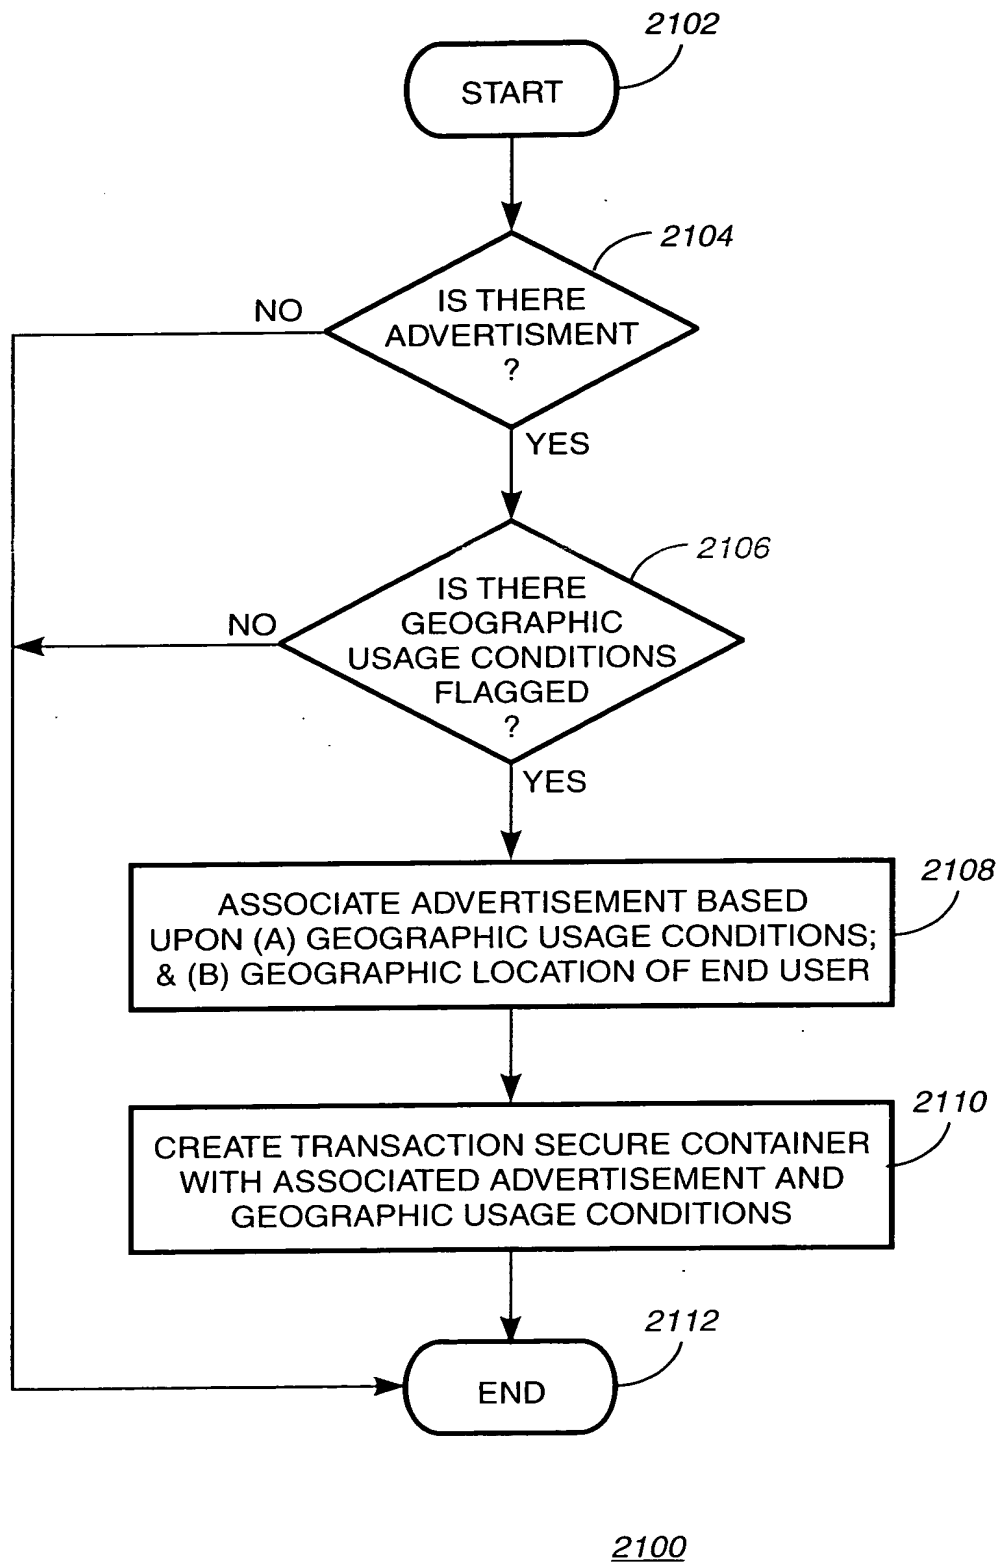 2102
START
2104
NO
IS THERE
ADVERTISMENT
?
YES
2106
NO
IS THERE
GEOGRAPHIC
USAGE CONDITIONS
FLAGGED
?
YES
2108
ASSOCIATE ADVERTISEMENT BASED
UPON (A) GEOGRAPHIC USAGE CONDITIONS;
& (B) GEOGRAPHIC LOCATION OF END USER
2110
CREATE TRANSACTION SECURE CONTAINER
WITH ASSOCIATED ADVERTISEMENT AND
GEOGRAPHIC USAGE CONDITIONS
2112
END
2100